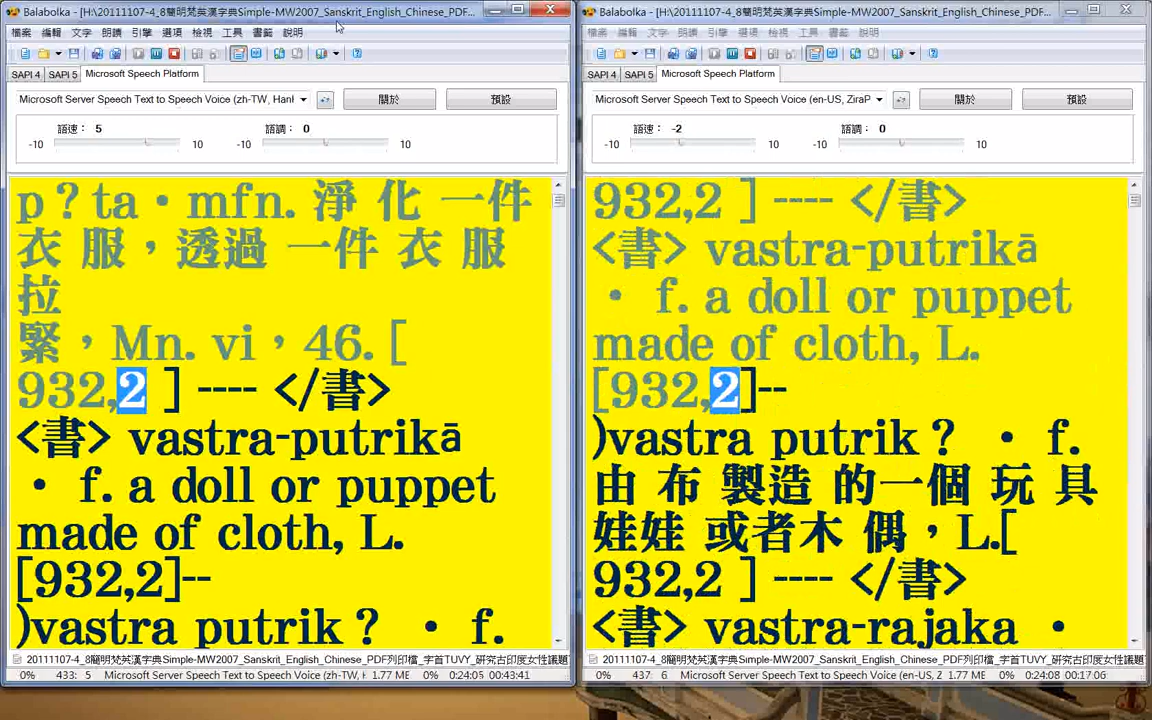 Balabolka - [H:\20111107-4_8簡明梵英漢字典Simple-MW2007_Sanskrit_English_Chinese_PDF...
檔案 編輯 文字 朗讀 引擎 選項 檢視 工具 書籤 說明
SAPI 4 SAPI 5 Microsoft Speech Platform
Microsoft Server Speech Text to Speech Voice (zh-TW, HanH 關於 預設
語速: 5 語調: 0
-10 10 -10 10
p?ta‧mfn. 淨 化 一件
衣 服,透過 一件 衣 服
拉
緊,Mn. vi,46. [
932,2 ] ---- </書>
<書> vastra-putrikā
‧ f. a doll or puppet
made of cloth, L.
[932,2]--
)vastra putrik? ‧ f.
20111107-4_8簡明梵英漢字典Simple-MW2007_Sanskrit_English_Chinese_PDF列印檔_字首TUVY_研究古印度女性議題
0% 433: 5 Microsoft Server Speech Text to Speech Voice (zh-TW, H 1.77 ME 0% 0:24:05 00:43:41
Balabolka - [H:\20111107-4_8簡明梵英漢字典Simple-MW2007_Sanskrit_English_Chinese_PDF...
檔案 編輯 文字 朗讀 引擎 選項 檢視 工具 書籤 說明
SAPI 4 SAPI 5 Microsoft Speech Platform
Microsoft Server Speech Text to Speech Voice (en-US, ZiraP 關於 預設
語速: -2 語調: 0
-10 10 -10 10
932,2 ] ---- </書>
<書> vastra-putrikā
‧ f. a doll or puppet
made of cloth, L.
[932,2]--
)vastra putrik? ‧ f.
由 布 製造 的一個 玩 具
娃娃 或者木 偶,L.[
932,2 ] ---- </書>
<書> vastra-rajaka ‧
20111107-4_8簡明梵英漢字典Simple-MW2007_Sanskrit_English_Chinese_PDF列印檔_字首TUVY_研究古印度女性議題
0% 437: 6 Microsoft Server Speech Text to Speech Voice (en-US, Z 1.77 ME 0% 0:24:08 00:17:06